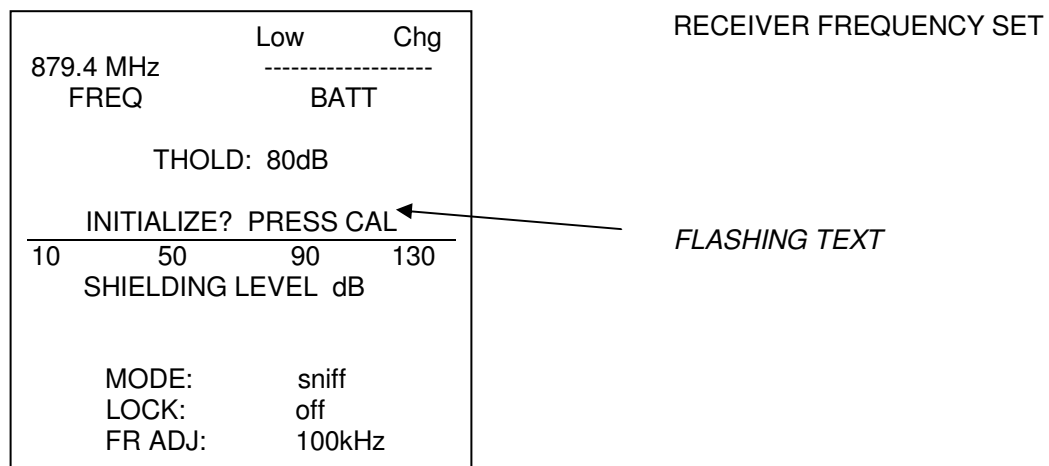 RECEIVER FREQUENCY SET
Low Chg
879.4 MHz -------------------
FREQ BATT
THOLD: 80dB
INITIALIZE? PRESS CAL
FLASHING TEXT
10 50 90 130
SHIELDING LEVEL dB
MODE: sniff
LOCK: off
FR ADJ: 100kHz